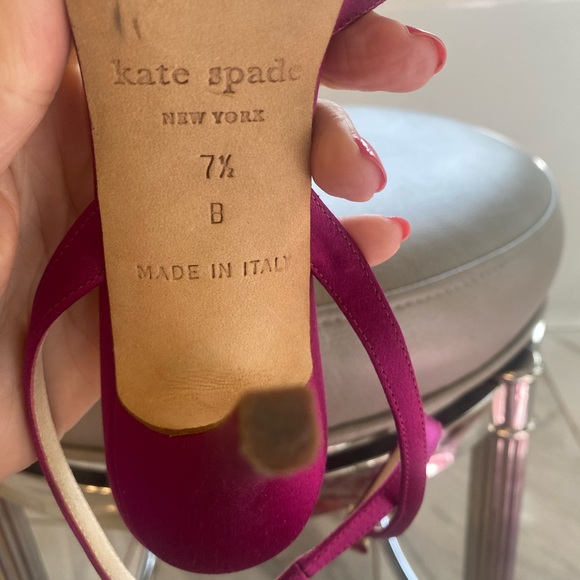 kate spade
NEW YORK
7½
B
MADE IN ITALY